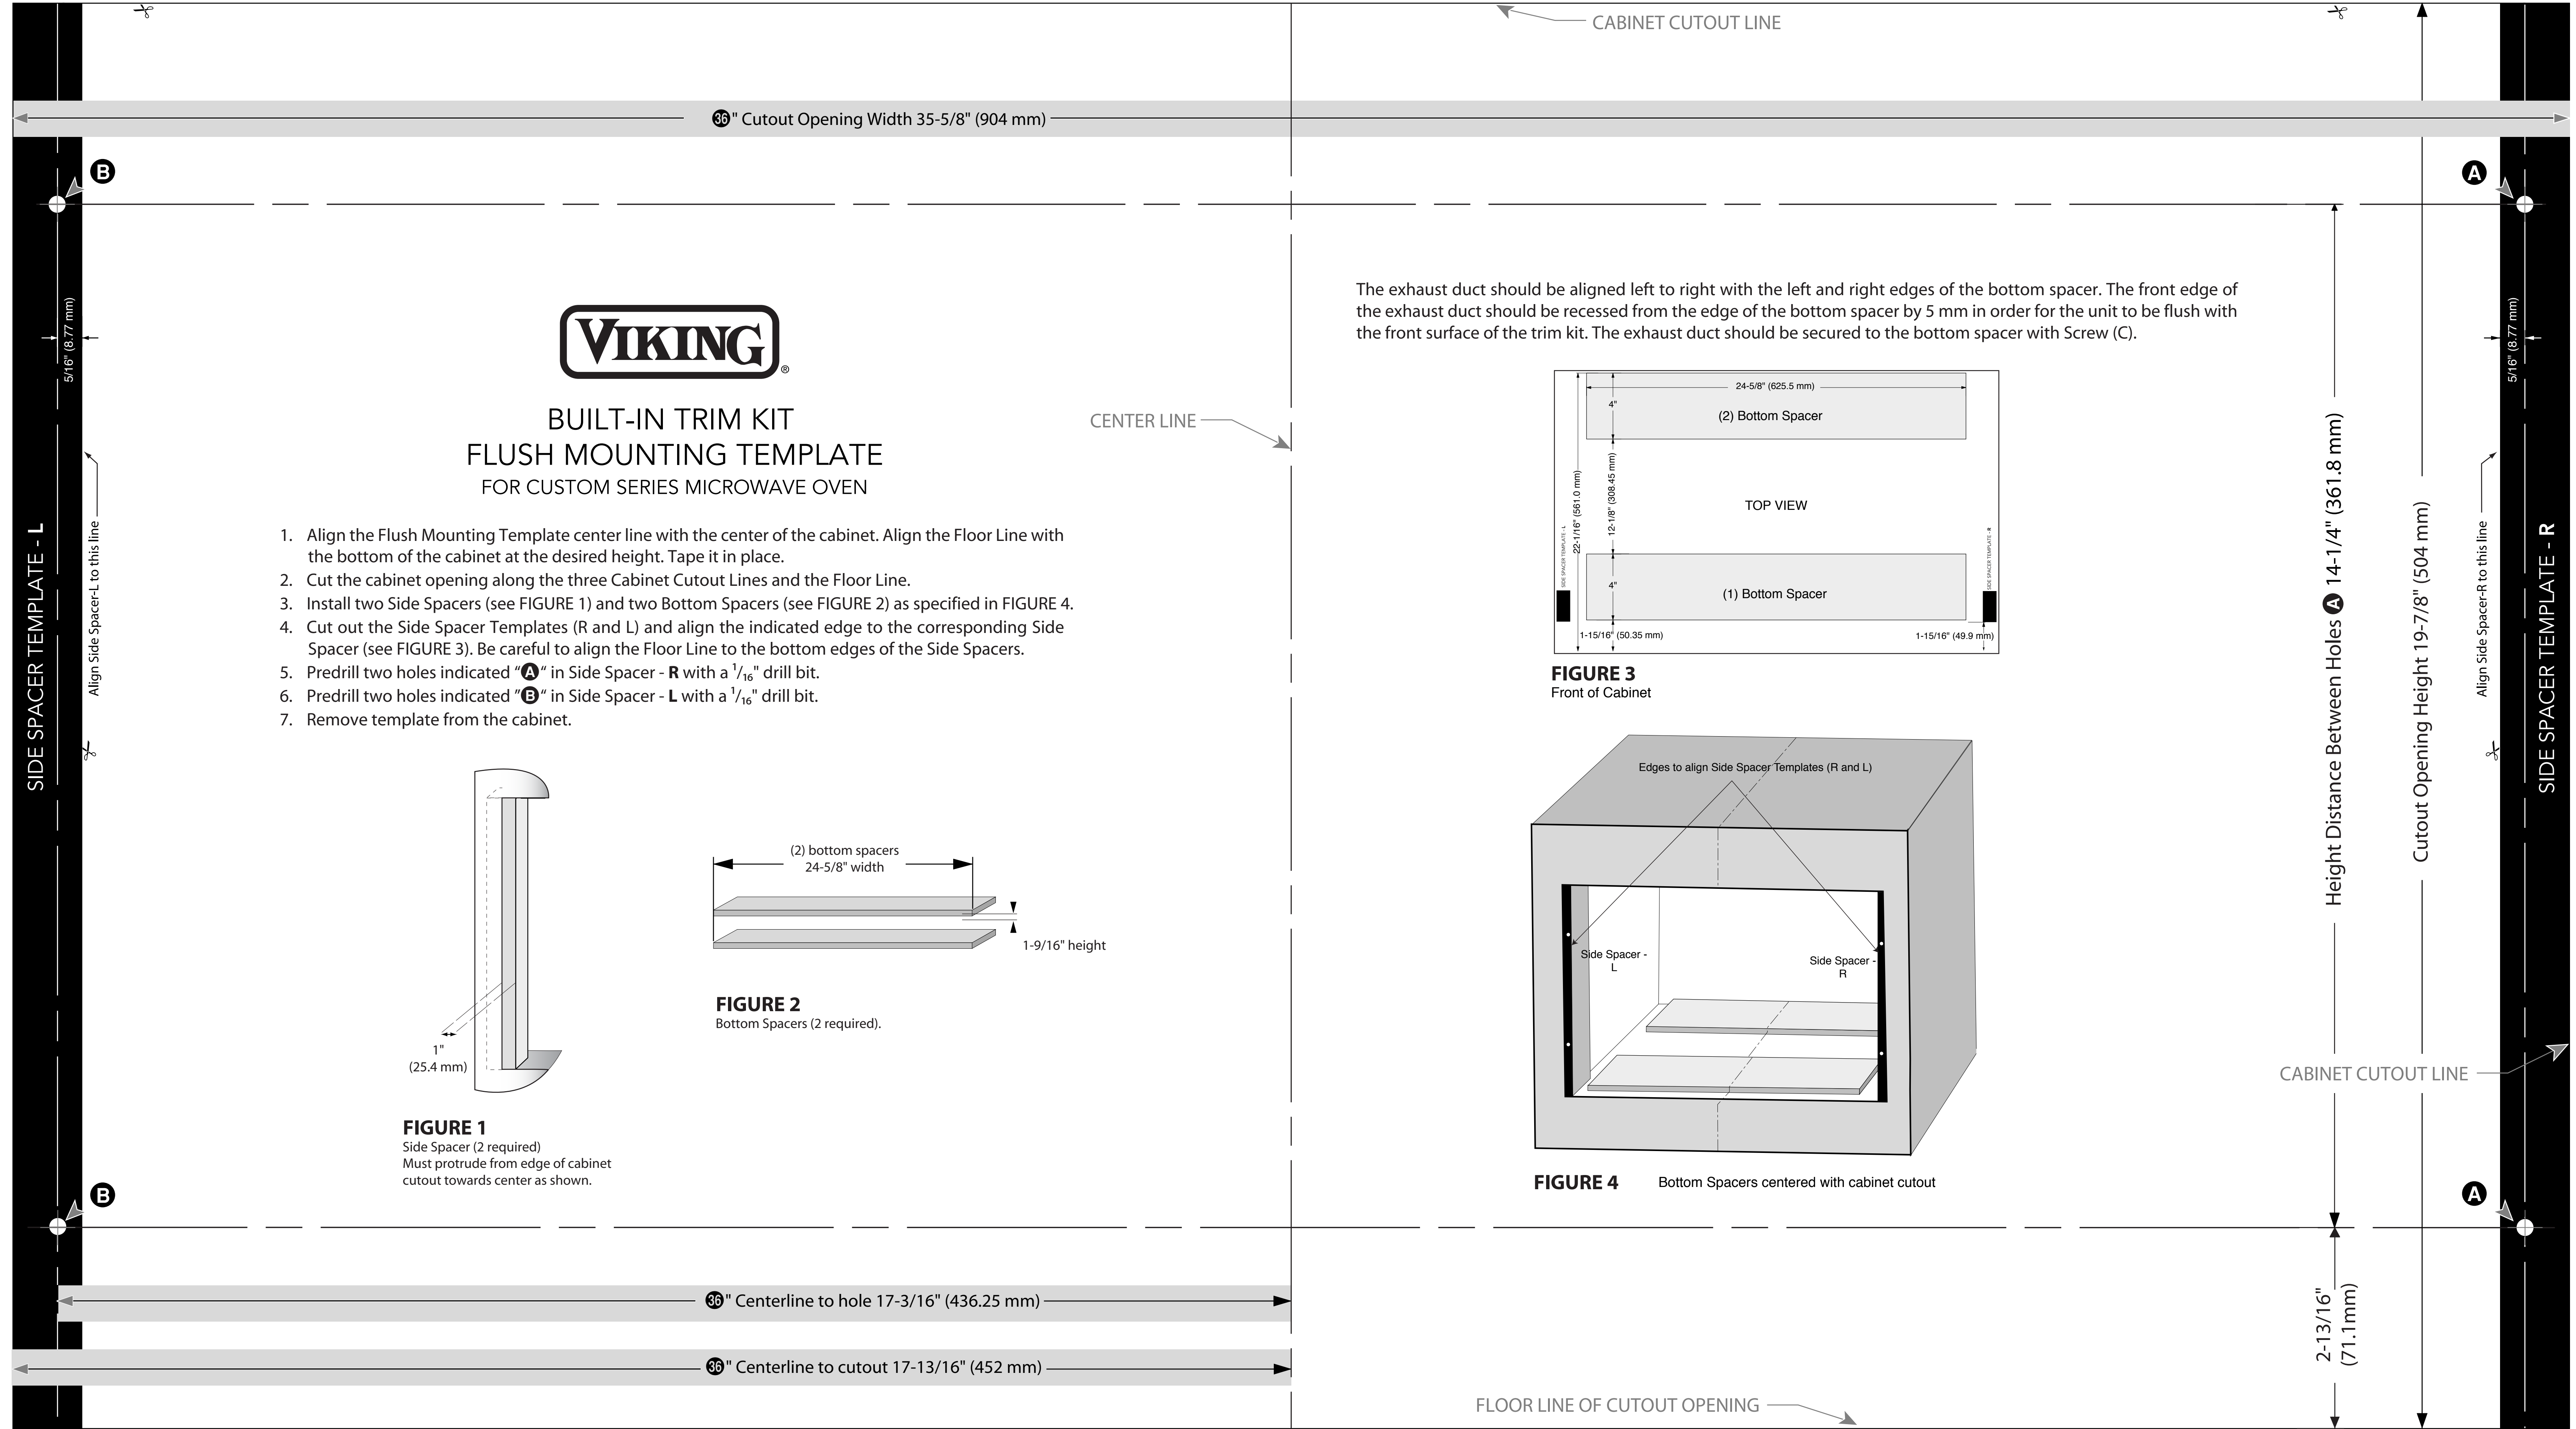 CABINET CUTOUT LINE
36" Cutout Opening Width 35-5/8" (904 mm)
B
A
5/16" (8.77 mm)
Align Side Spacer-L to this line
SIDE SPACER TEMPLATE - L
VIKING®
BUILT-IN TRIM KIT
FLUSH MOUNTING TEMPLATE
FOR CUSTOM SERIES MICROWAVE OVEN
1. Align the Flush Mounting Template center line with the center of the cabinet. Align the Floor Line with
the bottom of the cabinet at the desired height. Tape it in place.
2. Cut the cabinet opening along the three Cabinet Cutout Lines and the Floor Line.
3. Install two Side Spacers (see FIGURE 1) and two Bottom Spacers (see FIGURE 2) as specified in FIGURE 4.
4. Cut out the Side Spacer Templates (R and L) and align the indicated edge to the corresponding Side
Spacer (see FIGURE 3). Be careful to align the Floor Line to the bottom edges of the Side Spacers.
5. Predrill two holes indicated “A“ in Side Spacer - R with a 1/16" drill bit.
6. Predrill two holes indicated ”B“ in Side Spacer - L with a 1/16" drill bit.
7. Remove template from the cabinet.
CENTER LINE
1"
(25.4 mm)
FIGURE 1
Side Spacer (2 required)
Must protrude from edge of cabinet
cutout towards center as shown.
(2) bottom spacers
24-5/8" width
1-9/16" height
FIGURE 2
Bottom Spacers (2 required).
The exhaust duct should be aligned left to right with the left and right edges of the bottom spacer. The front edge of
the exhaust duct should be recessed from the edge of the bottom spacer by 5 mm in order for the unit to be flush with
the front surface of the trim kit. The exhaust duct should be secured to the bottom spacer with Screw (C).
24-5/8" (625.5 mm)
4"
(2) Bottom Spacer
22-1/16" (561.0 mm)
12-1/8" (308.45 mm)
TOP VIEW
SIDE SPACER TEMPLATE - L
SIDE SPACER TEMPLATE - R
4"
(1) Bottom Spacer
1-15/16" (50.35 mm)
1-15/16" (49.9 mm)
FIGURE 3
Front of Cabinet
Edges to align Side Spacer Templates (R and L)
Side Spacer -
L
Side Spacer -
R
FIGURE 4
Bottom Spacers centered with cabinet cutout
Height Distance Between Holes A 14-1/4" (361.8 mm)
Cutout Opening Height 19-7/8" (504 mm)
5/16" (8.77 mm)
Align Side Spacer-R to this line
SIDE SPACER TEMPLATE - R
CABINET CUTOUT LINE
B
A
36" Centerline to hole 17-3/16" (436.25 mm)
36" Centerline to cutout 17-13/16" (452 mm)
2-13/16"
(71.1mm)
FLOOR LINE OF CUTOUT OPENING